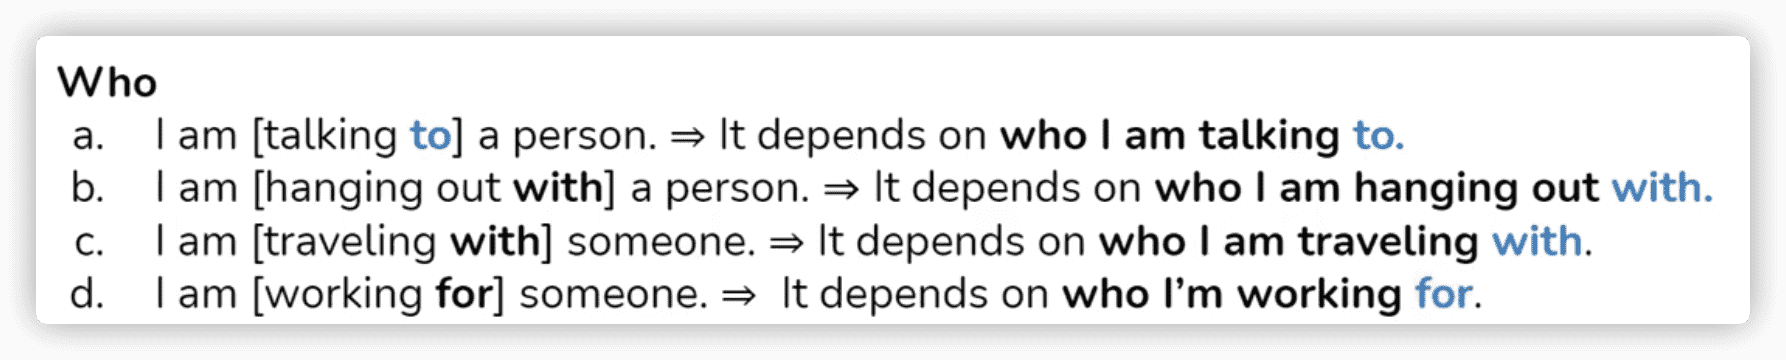 Who
a. I am [talking to] a person. ⇒ It depends on who I am talking to.
b. I am [hanging out with] a person. ⇒ It depends on who I am hanging out with.
c. I am [traveling with] someone. ⇒ It depends on who I am traveling with.
d. I am [working for] someone. ⇒ It depends on who I'm working for.